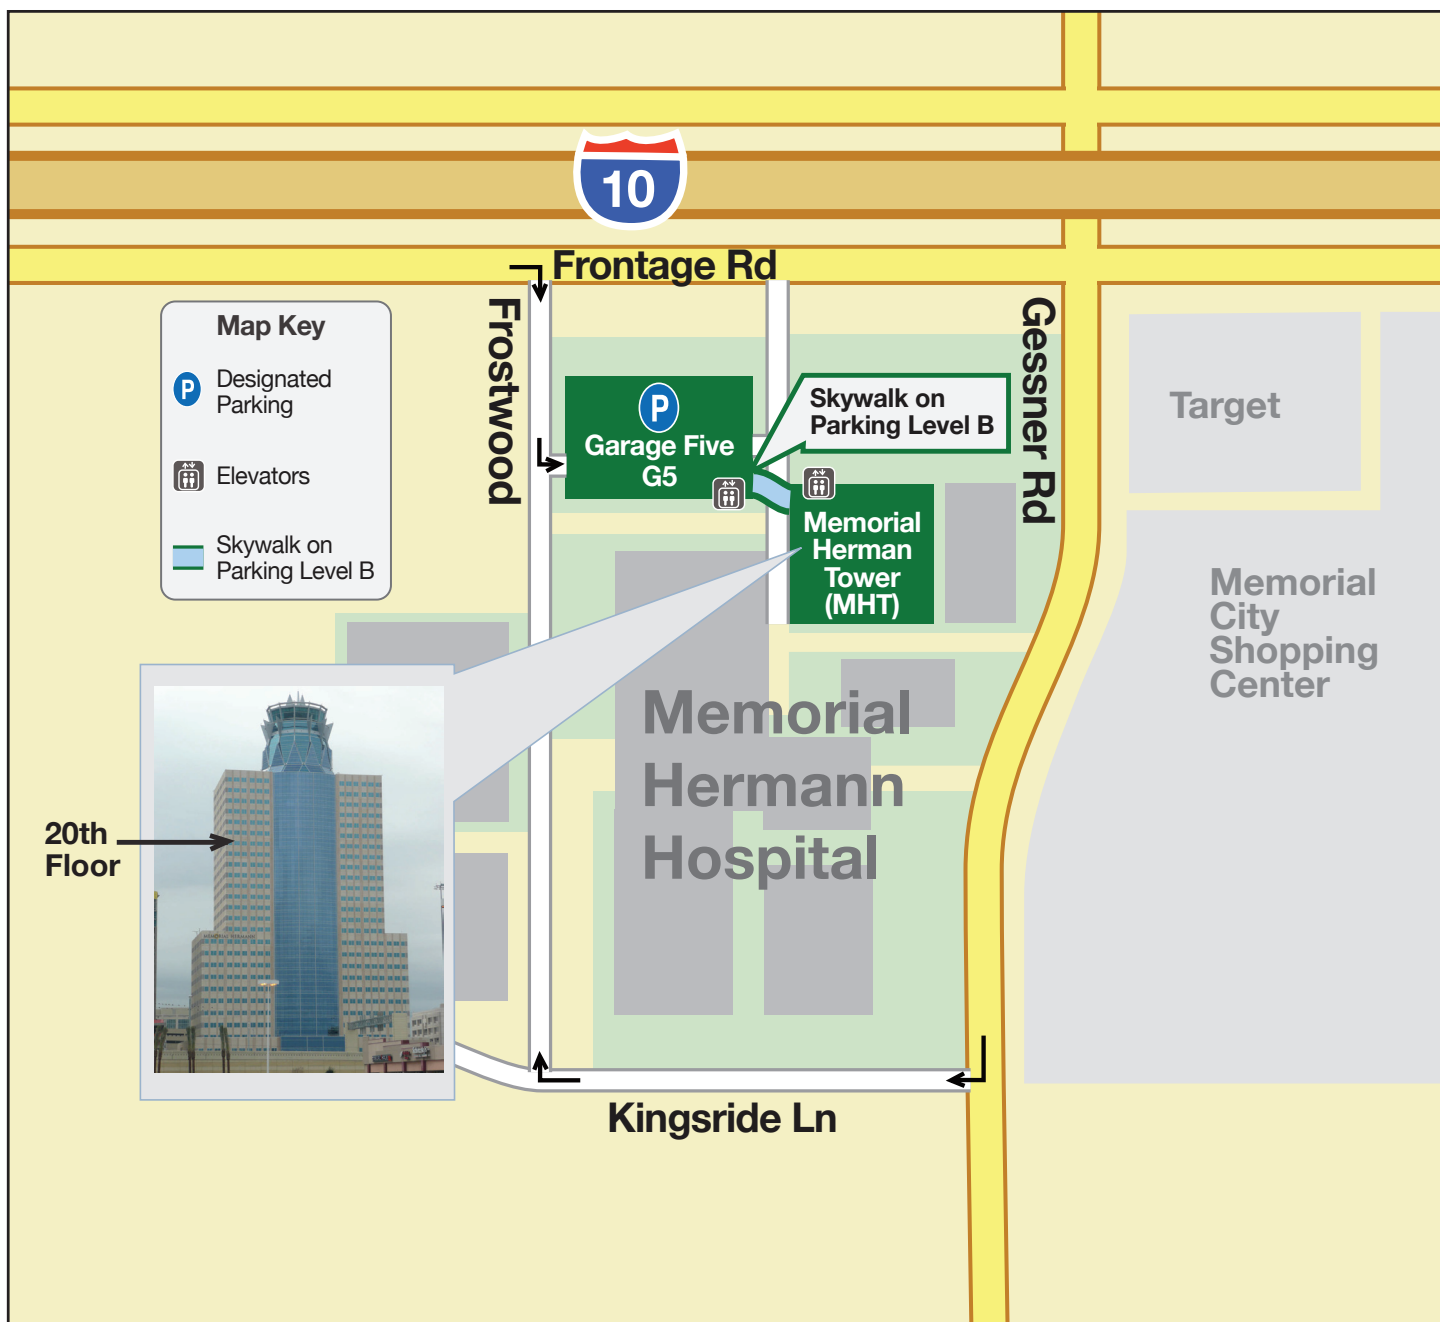 10
Frontage Rd
Map Key
P
Designated
Parking
Elevators
Skywalk on
Parking Level B
Frostwood
P
Garage Five
G5
Skywalk on
Parking Level B
Gessner Rd
Target
Memorial
Herman
Tower
(MHT)
Memorial
City
Shopping
Center
Memorial
Hermann
Hospital
20th
Floor
Kingsride Ln